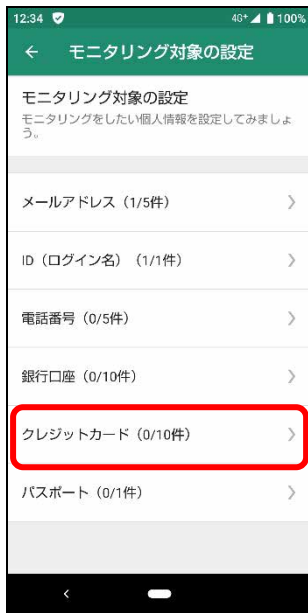 12:34 4G+ 100%
← モニタリング対象の設定
モニタリング対象の設定
モニタリングをしたい個人情報を設定してみましょ
う。
メールアドレス（1/5件）
ID（ログイン名）（1/1件）
電話番号（0/5件）
銀行口座（0/10件）
クレジットカード（0/10件）
パスポート（0/1件）